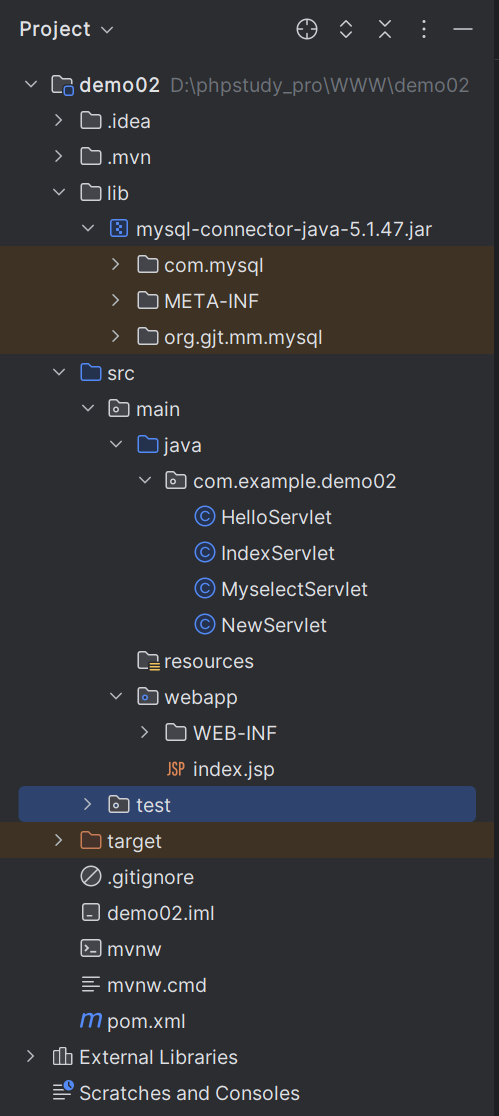 Project
demo02 D:\phpstudy_pro\WWW\demo02
.idea
.mvn
lib
mysql-connector-java-5.1.47.jar
com.mysql
META-INF
org.gjt.mm.mysql
src
main
java
com.example.demo02
C HelloServlet
C IndexServlet
C MyselectServlet
C NewServlet
resources
webapp
WEB-INF
JSP index.jsp
test
target
.gitignore
demo02.iml
mvnw
mvnw.cmd
m pom.xml
External Libraries
Scratches and Consoles